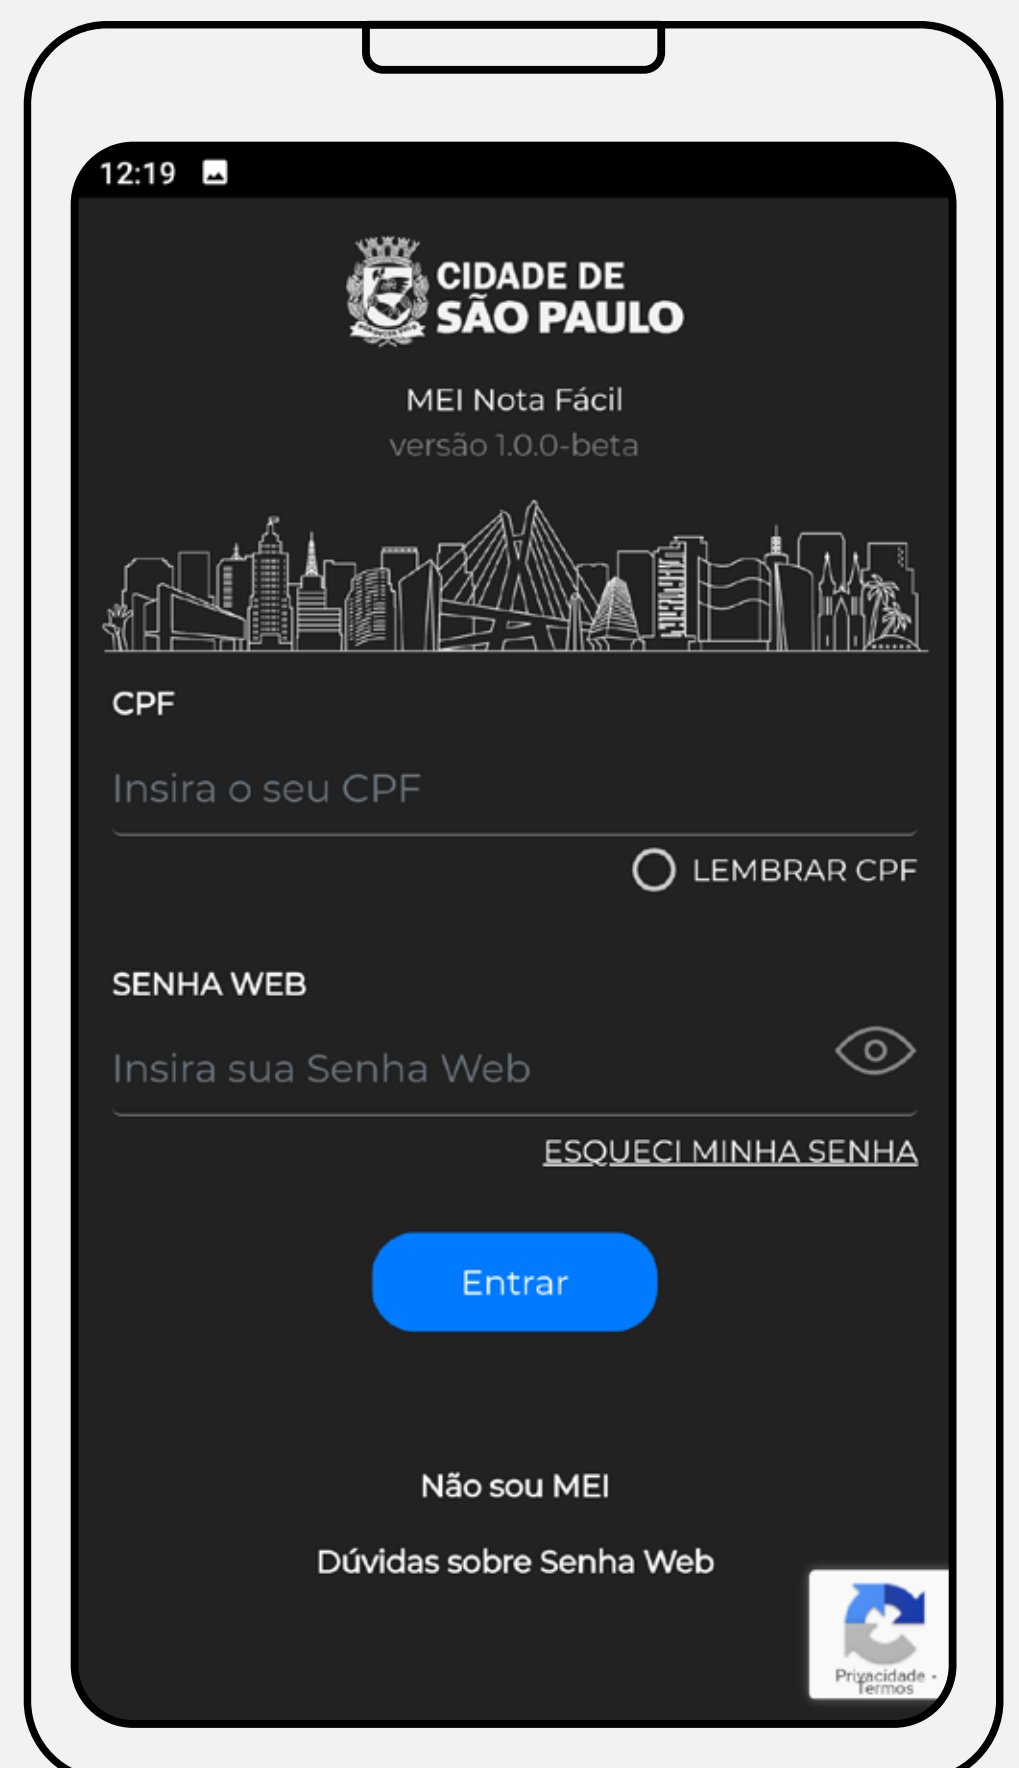 12:19
CIDADE DE
SÃO PAULO
MEI Nota Fácil
versão 1.0.0-beta
CPF
Insira o seu CPF
LEMBRAR CPF
SENHA WEB
Insira sua Senha Web
ESQUECI MINHA SENHA
Entrar
Não sou MEI
Dúvidas sobre Senha Web
Privacidade -
Termos